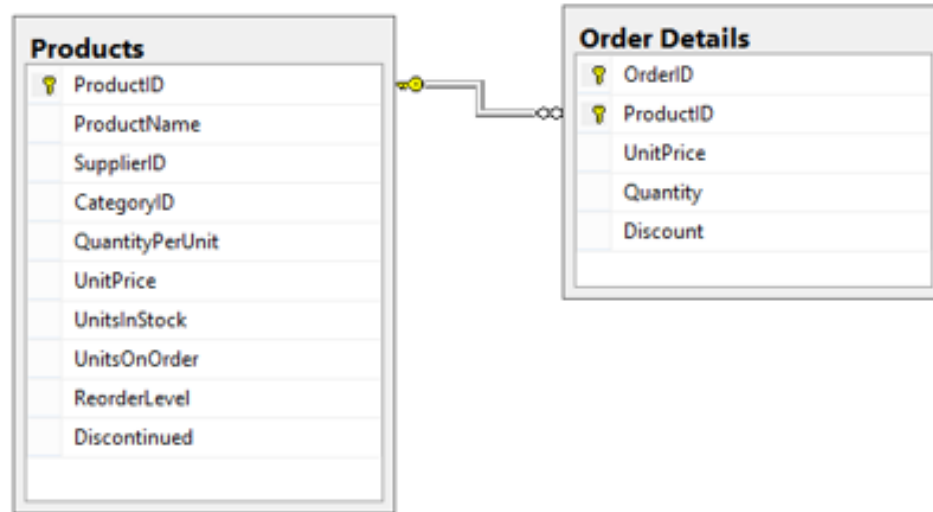 Products
ProductID
ProductName
SupplierID
CategoryID
QuantityPerUnit
UnitPrice
UnitsInStock
UnitsOnOrder
ReorderLevel
Discontinued
Order Details
OrderID
ProductID
UnitPrice
Quantity
Discount